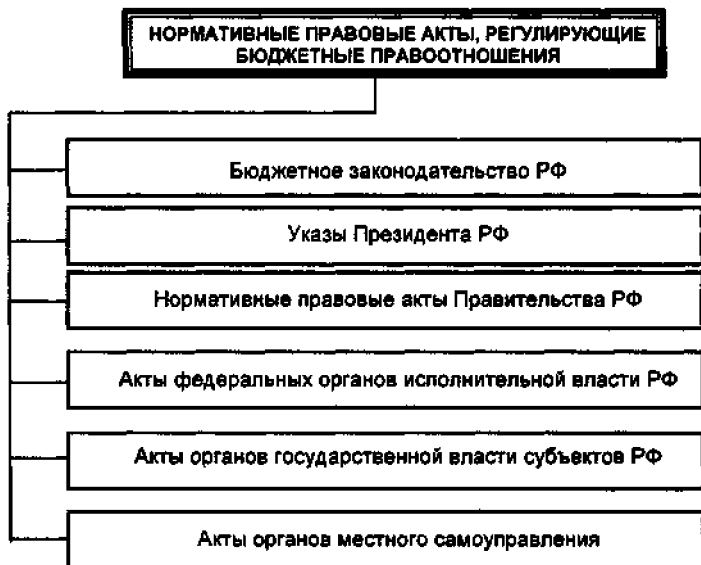 НОРМАТИВНЫЕ ПРАВОВЫЕ АКТЫ, РЕГУЛИРУЮЩИЕ
БЮДЖЕТНЫЕ ПРАВООТНОШЕНИЯ
Бюджетное законодательство РФ
Указы Президента РФ
Нормативные правовые акты Правительства РФ
Акты федеральных органов исполнительной власти РФ
Акты органов государственной власти субъектов РФ
Акты органов местного самоуправления